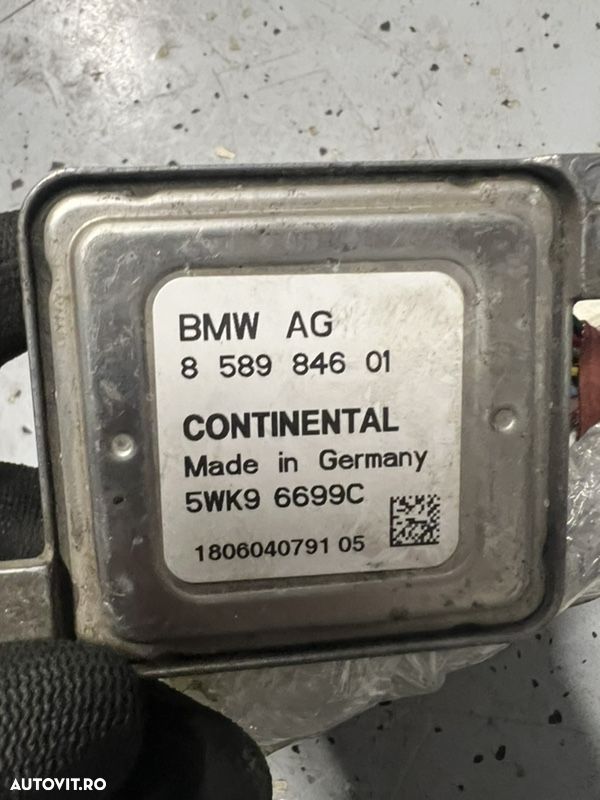 BMW AG
8 589 846 01
CONTINENTAL
Made in Germany
5WK9 6699C
1806040791 05
AUTOVIT.RO